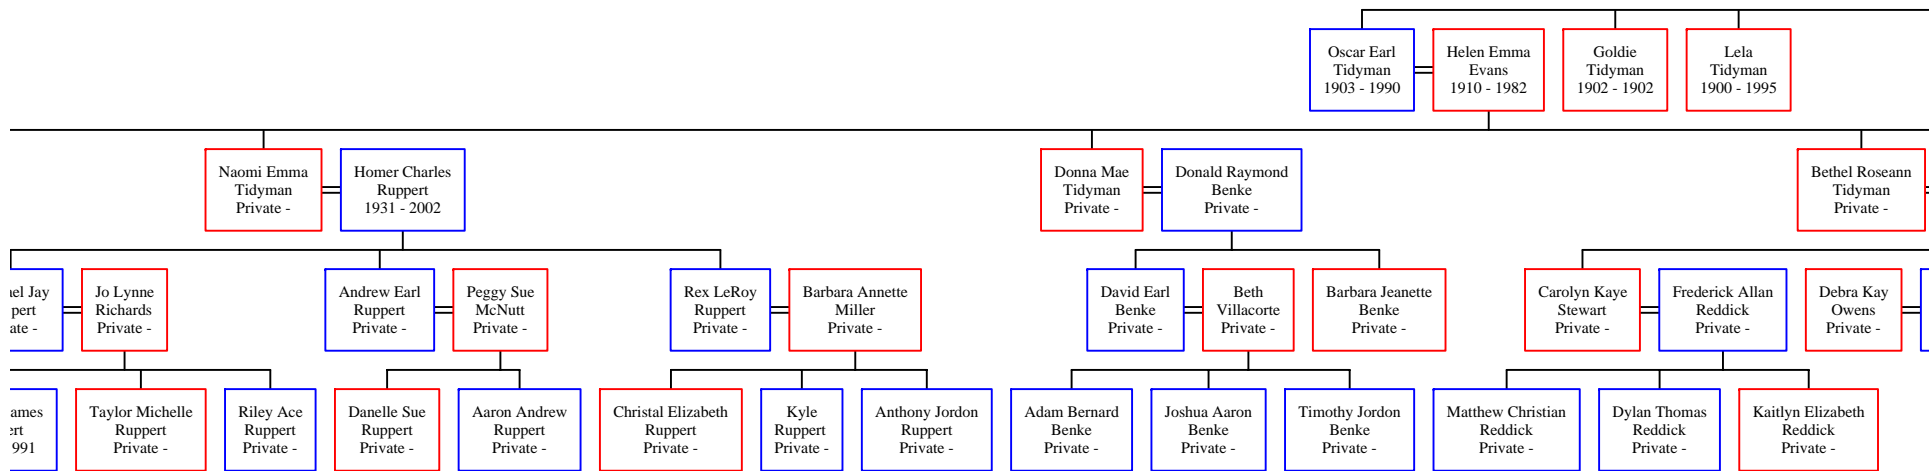 Oscar Earl
Tidyman
1903 - 1990
Helen Emma
Evans
1910 - 1982
Goldie
Tidyman
1902 - 1902
Lela
Tidyman
1900 - 1995
Naomi Emma
Tidyman
Private -
Homer Charles
Ruppert
1931 - 2002
Donna Mae
Tidyman
Private -
Donald Raymond
Benke
Private -
Bethel Roseann
Tidyman
Private -
Jay
Jo Lynne
Richards
Private -
Andrew Earl
Ruppert
Private -
Peggy Sue
McNutt
Private -
Rex LeRoy
Ruppert
Private -
Barbara Annette
Miller
Private -
David Earl
Benke
Private -
Beth
Villacorte
Private -
Barbara Jeanette
Benke
Private -
Carolyn Kaye
Stewart
Private -
Frederick Allan
Reddick
Private -
Debra Kay
Owens
Private -
Taylor Michelle
Ruppert
Private -
Riley Ace
Ruppert
Private -
Danelle Sue
Ruppert
Private -
Aaron Andrew
Ruppert
Private -
Christal Elizabeth
Ruppert
Private -
Kyle
Ruppert
Private -
Anthony Jordon
Ruppert
Private -
Adam Bernard
Benke
Private -
Joshua Aaron
Benke
Private -
Timothy Jordon
Benke
Private -
Matthew Christian
Reddick
Private -
Dylan Thomas
Reddick
Private -
Kaitlyn Elizabeth
Reddick
Private -